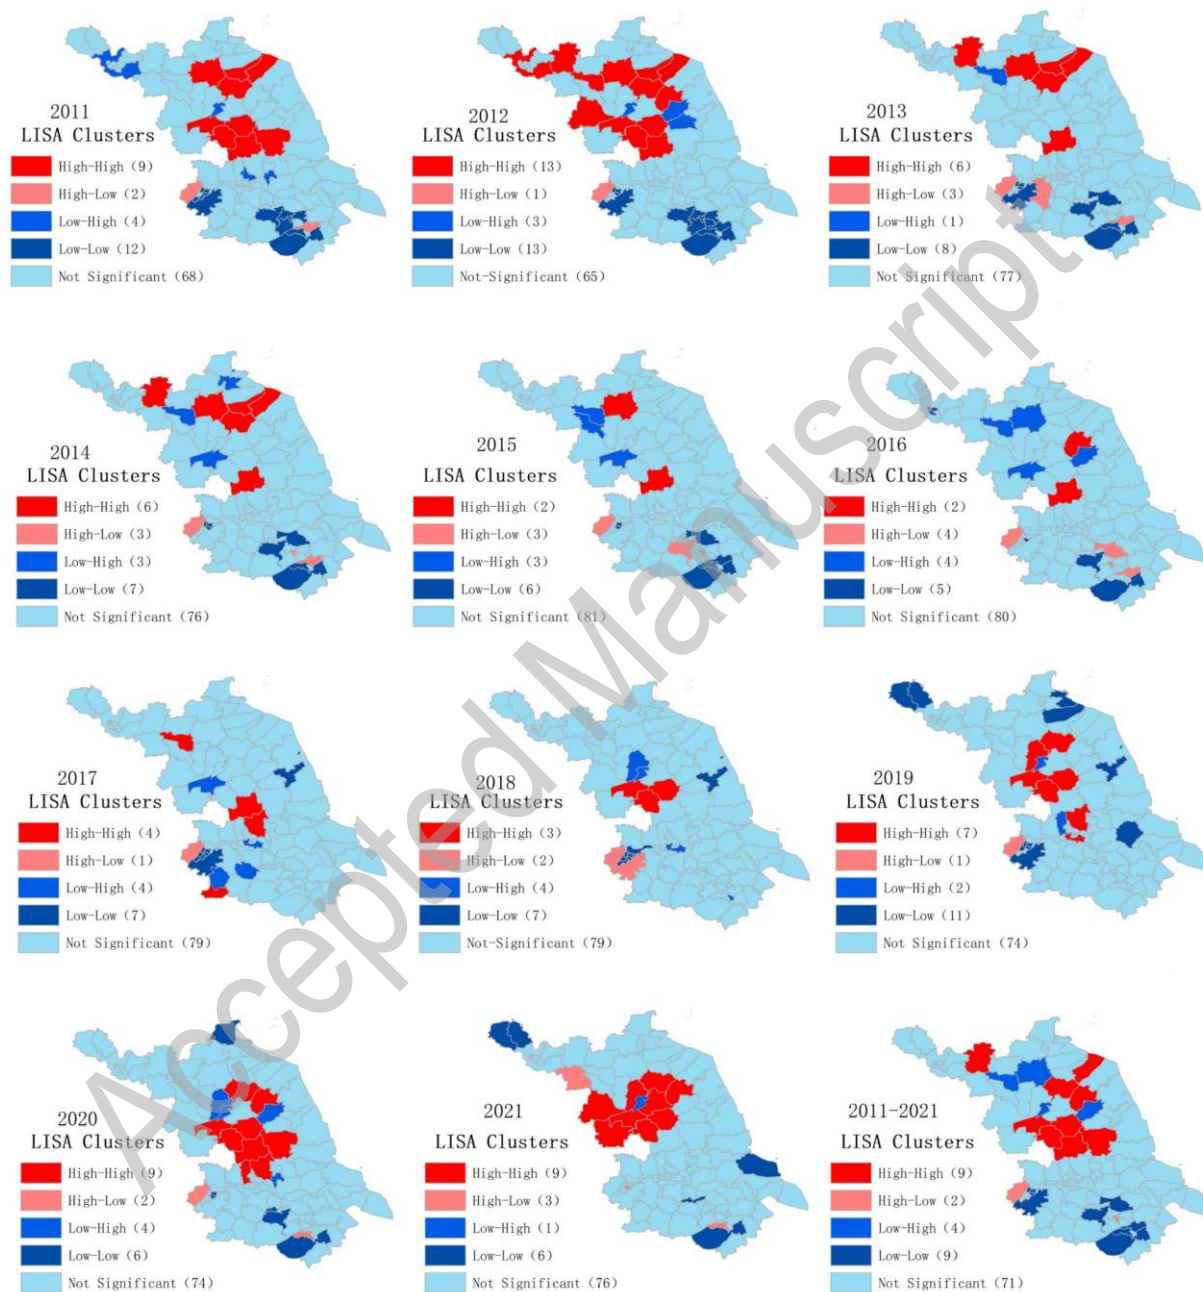 2011
LISA Clusters
High-High (9)
High-Low (2)
Low-High (4)
Low-Low (12)
Not Significant (68)
2012
LISA Clusters
High-High (13)
High-Low (1)
Low-High (3)
Low-Low (13)
Not-Significant (65)
2013
LISA Clusters
High-High (6)
High-Low (3)
Low-High (1)
Low-Low (8)
Not Significant (77)
2014
LISA Clusters
High-High (6)
High-Low (3)
Low-High (3)
Low-Low (7)
Not Significant (76)
2015
LISA Clusters
High-High (2)
High-Low (3)
Low-High (3)
Low-Low (6)
Not Significant (81)
2016
LISA Clusters
High-High (2)
High-Low (4)
Low-High (4)
Low-Low (5)
Not Significant (80)
2017
LISA Clusters
High-High (4)
High-Low (1)
Low-High (4)
Low-Low (7)
Not Significant (79)
2018
LISA Clusters
High-High (3)
High-Low (2)
Low-High (4)
Low-Low (7)
Not-Significant (79)
2019
LISA Clusters
High-High (7)
High-Low (1)
Low-High (2)
Low-Low (11)
Not Significant (74)
2020
LISA Clusters
High-High (9)
High-Low (2)
Low-High (4)
Low-Low (6)
Not Significant (74)
2021
LISA Clusters
High-High (9)
High-Low (3)
Low-High (1)
Low-Low (6)
Not Significant (76)
2011-2021
LISA Clusters
High-High (9)
High-Low (2)
Low-High (4)
Low-Low (9)
Not Significant (71)
Accepted Manuscript